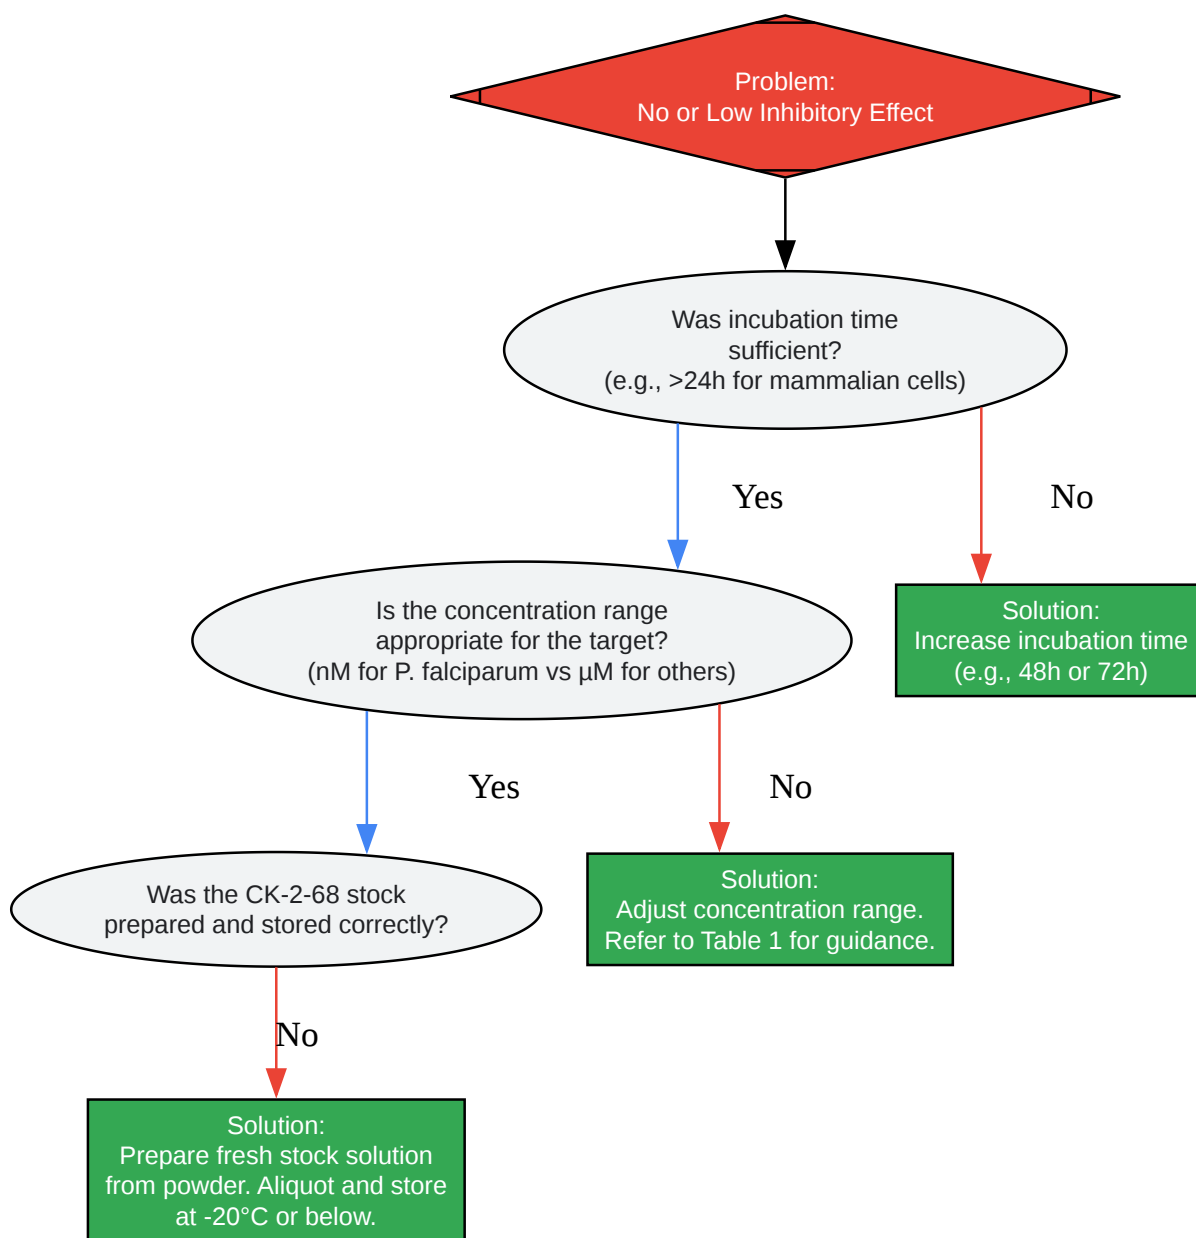 Problem:
No or Low Inhibitory Effect
Was incubation time
sufficient?
(e.g., >24h for mammalian cells)
Yes
No
Is the concentration range
appropriate for the target?
(nM for P. falciparum vs µM for others)
Solution:
Increase incubation time
(e.g., 48h or 72h)
Yes
No
Was the CK-2-68 stock
prepared and stored correctly?
Solution:
Adjust concentration range.
Refer to Table 1 for guidance.
No
Solution:
Prepare fresh stock solution
from powder. Aliquot and store
at -20°C or below.